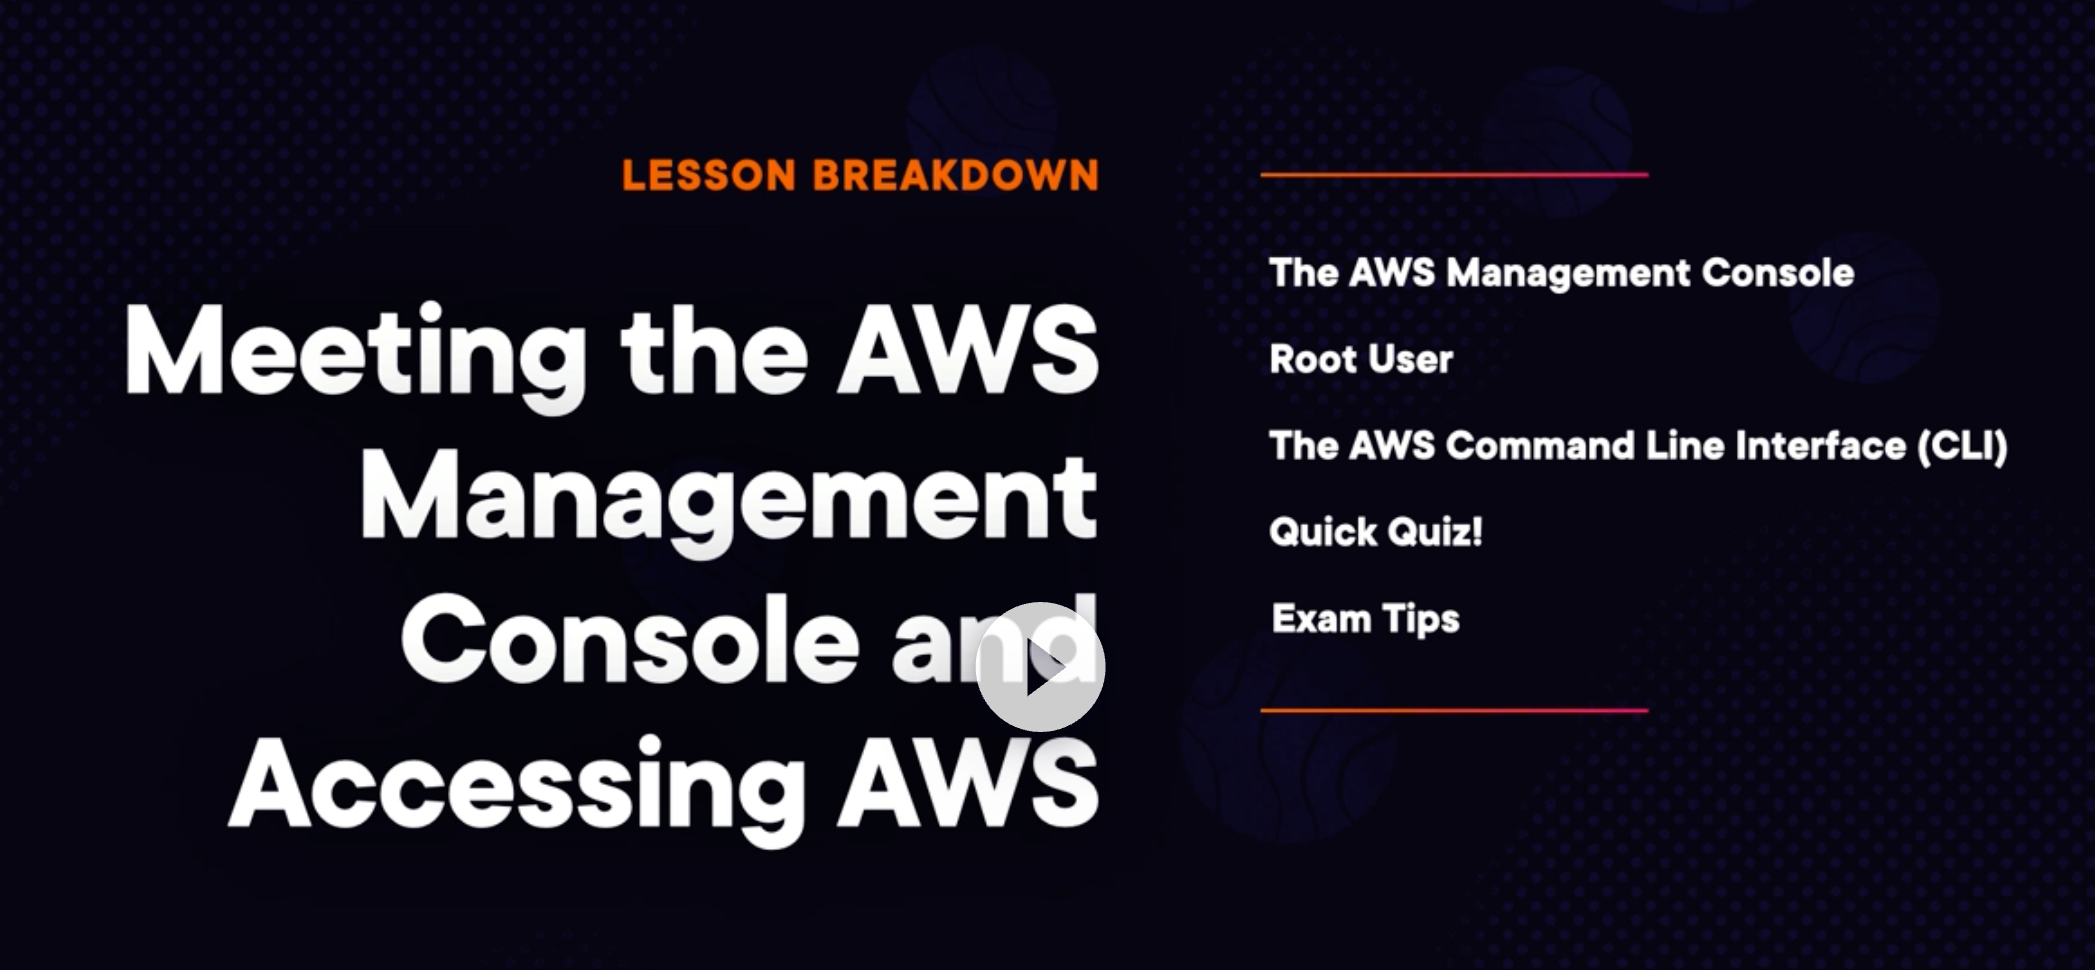 LESSON BREAKDOWN
Meeting the AWS
Management
Console and
Accessing AWS
The AWS Management Console
Root User
The AWS Command Line Interface (CLI)
Quick Quiz!
Exam Tips